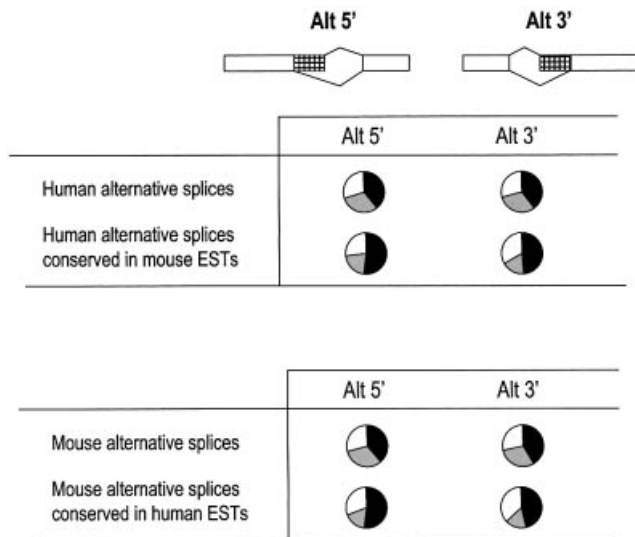 Alt 5' Alt 3'
Alt 5' Alt 3'
Human alternative splices
Human alternative splices
conserved in mouse ESTs
Alt 5' Alt 3'
Mouse alternative splices
Mouse alternative splices
conserved in human ESTs